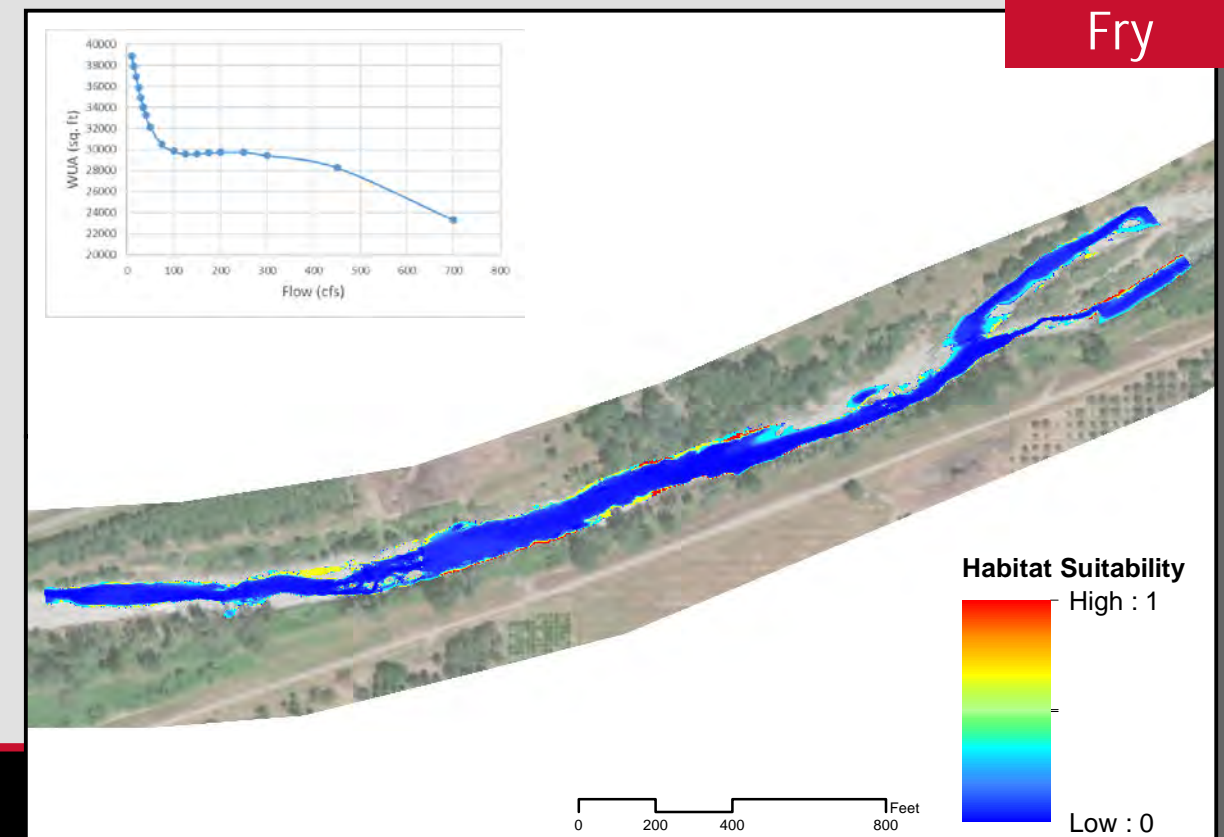 Fry
40000
38000
36000
34000
32000
30000
28000
26000
24000
22000
20000
WUA (sq. ft)
0 100 200 300 400 500 600 700 800
Flow (cfs)
Habitat Suitability
High : 1
Low : 0
Feet
0 200 400 800